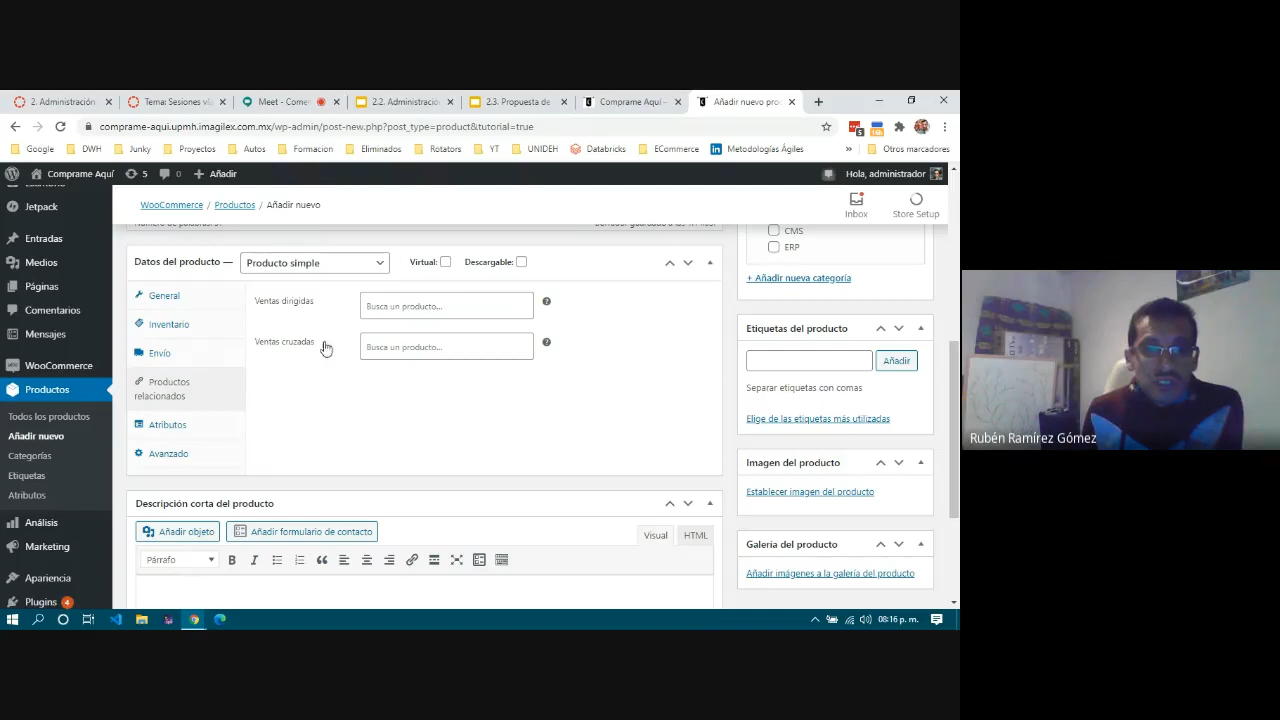 2. Administración
Tema: Sesiones vía
Meet - Come
2.2. Administració
2.3. Propuesta de
Comprame Aquí –
Añadir nuevo pro
comprame-aqui.upmh.imagilex.com.mx/wp-admin/post-new.php?post_type=product&tutorial=true
Google
DWH
Junky
Proyectos
Autos
Formacion
Eliminados
Rotators
YT
UNIDEH
Databricks
ECommerce
Metodologías Ágiles
»
Otros marcadores
Comprame Aquí
5
0
Añadir
Hola, administrador
Jetpack
Entradas
Medios
Páginas
Comentarios
Mensajes
WooCommerce
Productos
Todos los productos
Añadir nuevo
Categorías
Etiquetas
Atributos
Análisis
Marketing
Apariencia
Plugins 4
WooCommerce / Productos / Añadir nuevo
Inbox
Store Setup
Datos del producto —
Producto simple
Virtual:
Descargable:
General
Inventario
Envío
Productos
relacionados
Atributos
Avanzado
Ventas dirigidas
Busca un producto...
Ventas cruzadas
Busca un producto...
Descripción corta del producto
Añadir objeto
Añadir formulario de contacto
Visual
HTML
Párrafo
B
I
CMS
ERP
+ Añadir nueva categoría
Etiquetas del producto
Añadir
Separar etiquetas con comas
Elige de las etiquetas más utilizadas
Imagen del producto
Establecer imagen del producto
Galería del producto
Añadir imágenes a la galería del producto
08:16 p. m.
Rubén Ramírez Gómez